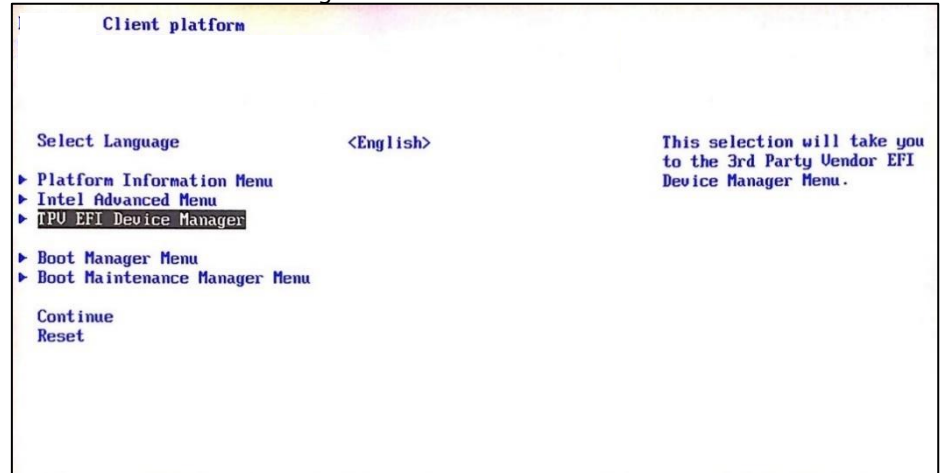 Client platform
Select Language <English> This selection will take you
to the 3rd Party Vendor EFI
Device Manager Menu.
▶ Platform Information Menu
▶ Intel Advanced Menu
▶ TPV EFI Device Manager
▶ Boot Manager Menu
▶ Boot Maintenance Manager Menu
Continue
Reset